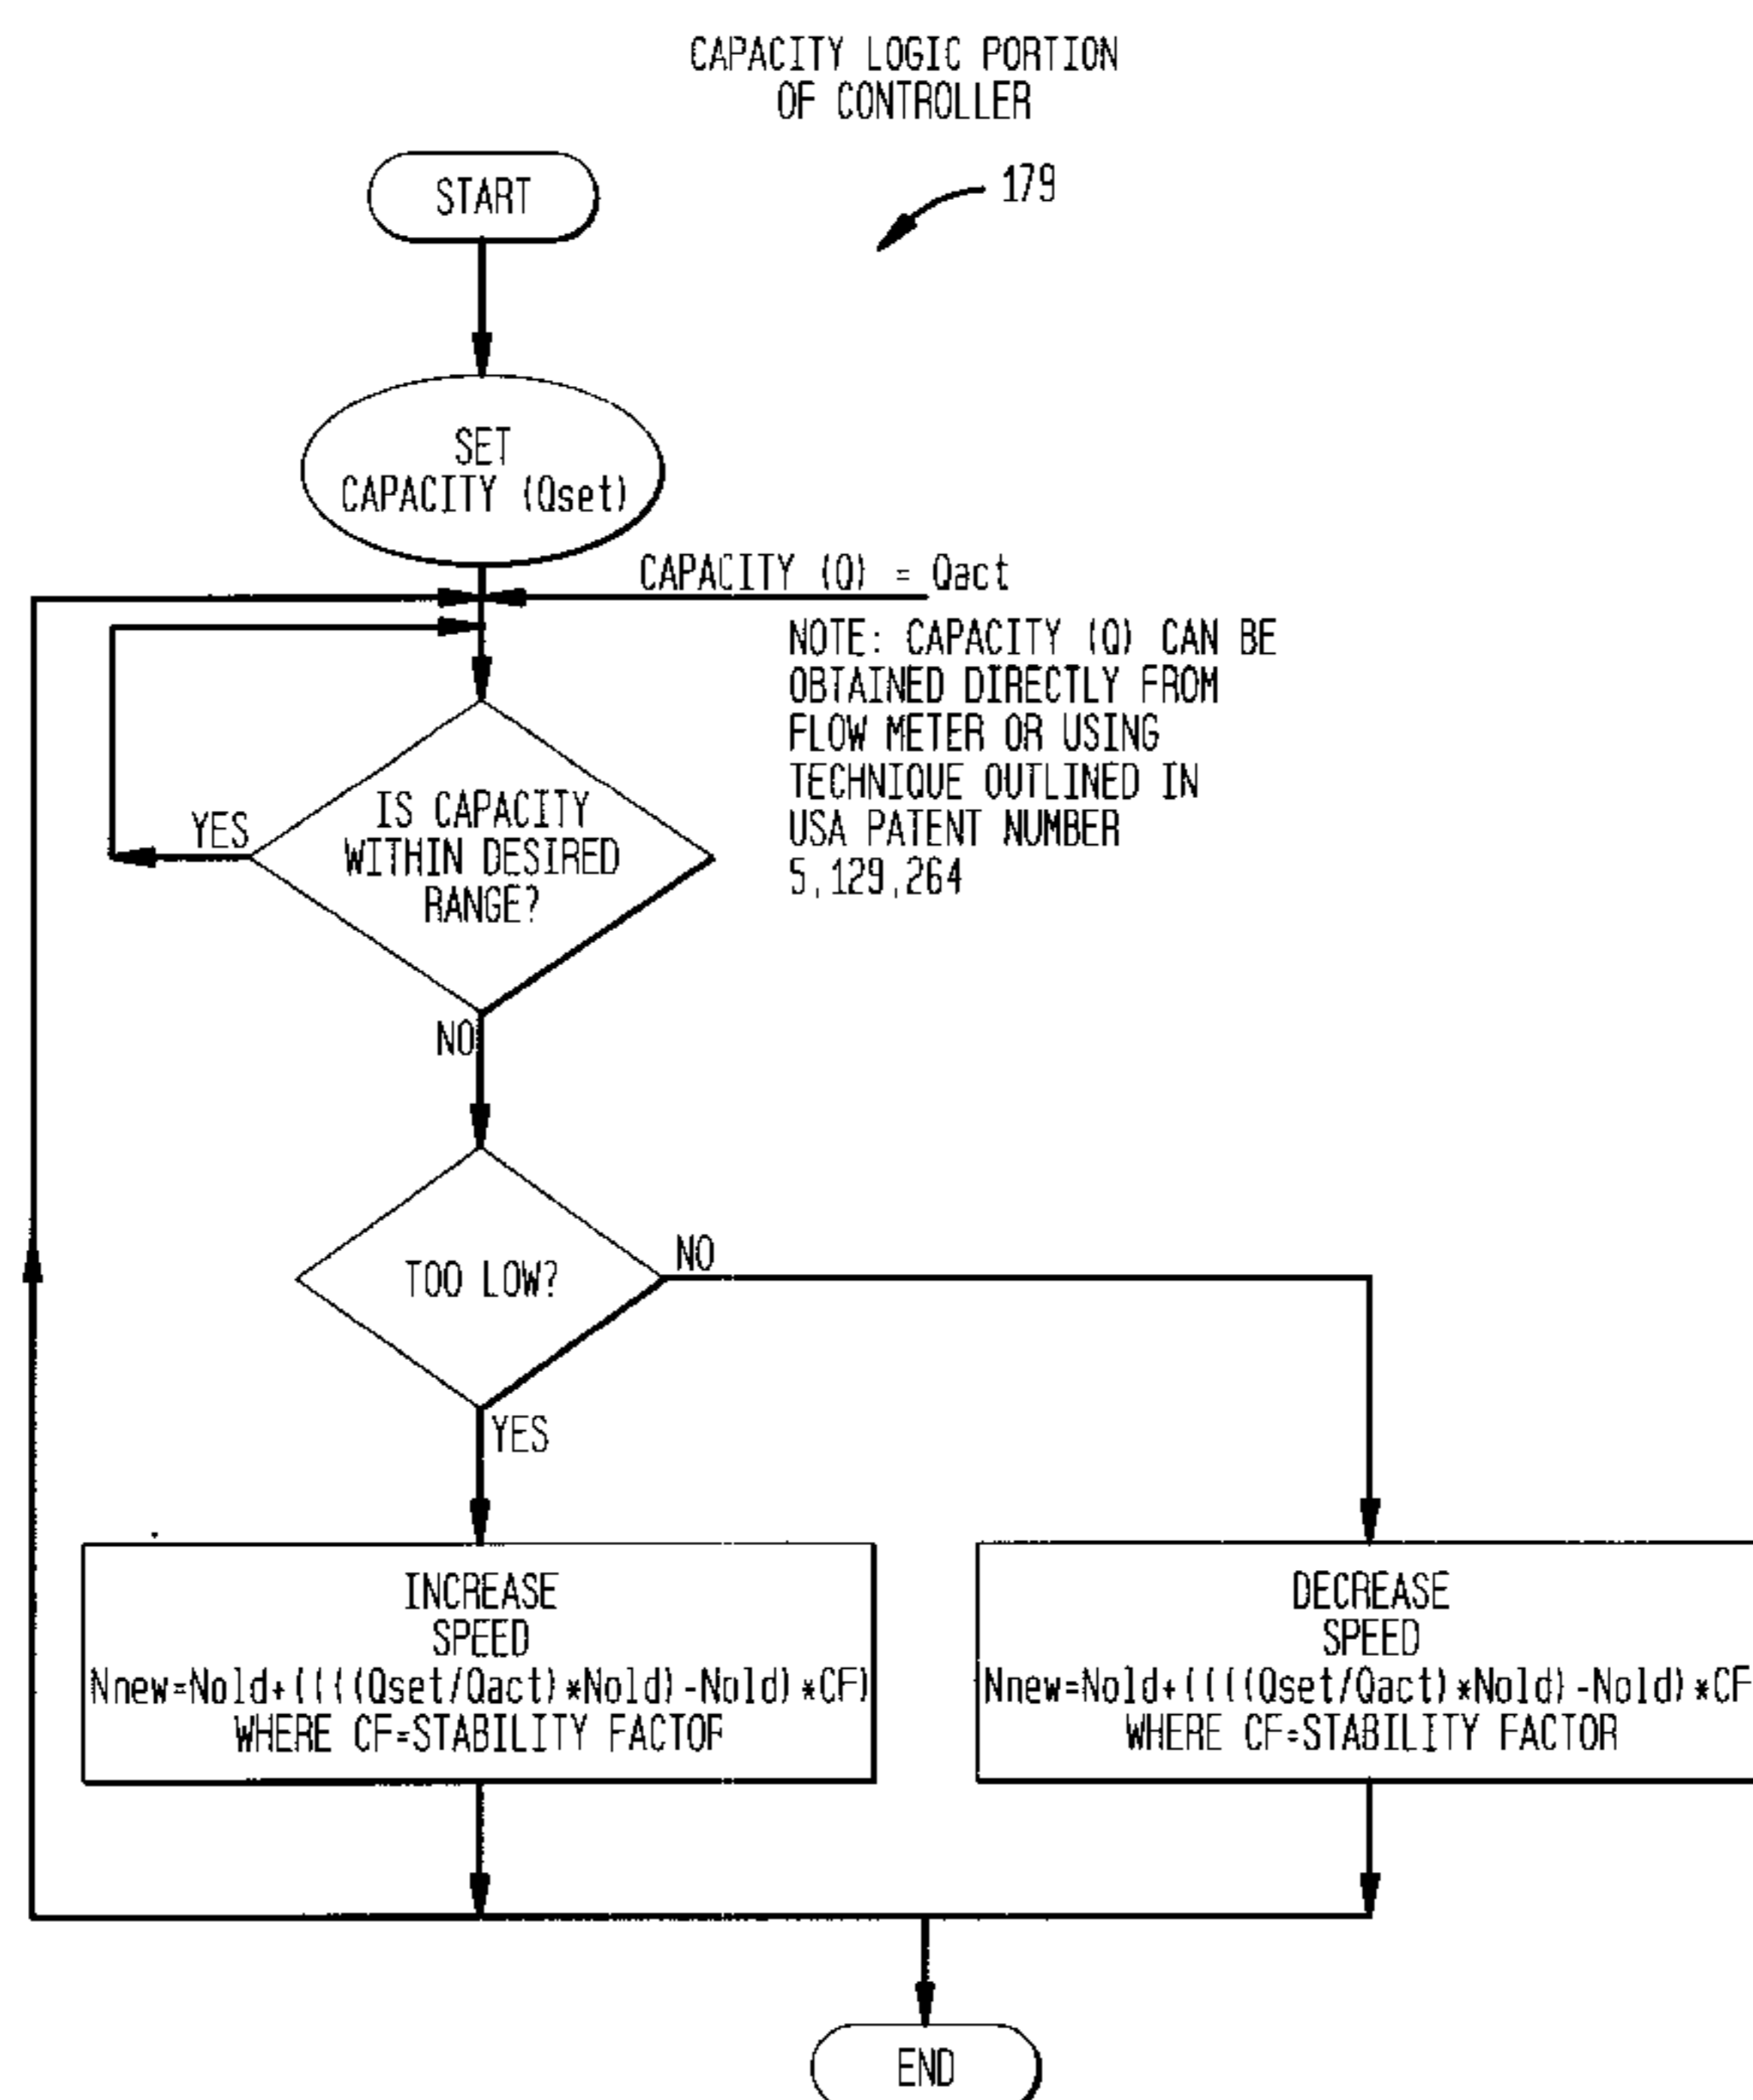 CAPACITY LOGIC PORTION
OF CONTROLLER
179
START
SET
CAPACITY (Qset)
CAPACITY (Q) = Qact
NOTE: CAPACITY (Q) CAN BE
OBTAINED DIRECTLY FROM
FLOW METER OR USING
TECHNIQUE OUTLINED IN
USA PATENT NUMBER
5,129,264
YES
IS CAPACITY
WITHIN DESIRED
RANGE?
NO
TOO LOW?
NO
YES
INCREASE
SPEED
Nnew=Nold+((((Qset/Qact)*Nold)-Nold)*CF)
WHERE CF=STABILITY FACTOR
DECREASE
SPEED
Nnew=Nold+((((Qset/Qact)*Nold)-Nold)*CF
WHERE CF=STABILITY FACTOR
END